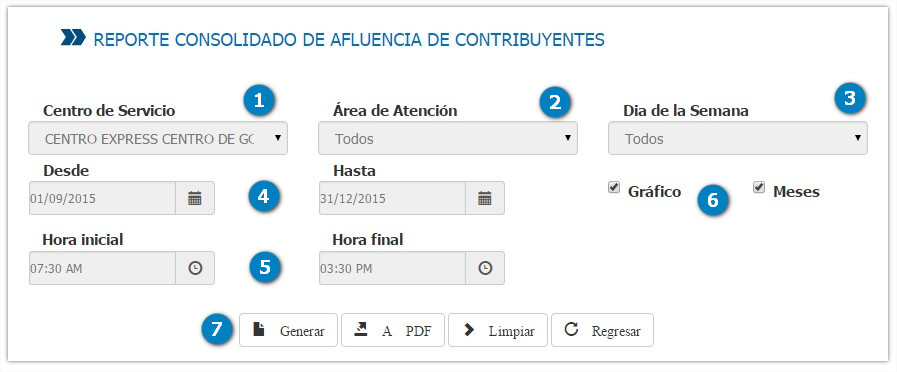 REPORTE CONSOLIDADO DE AFLUENCIA DE CONTRIBUYENTES
1 2 3
Centro de Servicio Área de Atención Dia de la Semana
CENTRO EXPRESS CENTRO DE GO Todos Todos
Desde Hasta
01/09/2015 4 31/12/2015 Gráfico 6 Meses
Hora inicial Hora final
07:30 AM 5 03:30 PM
7 Generar A PDF Limpiar Regresar